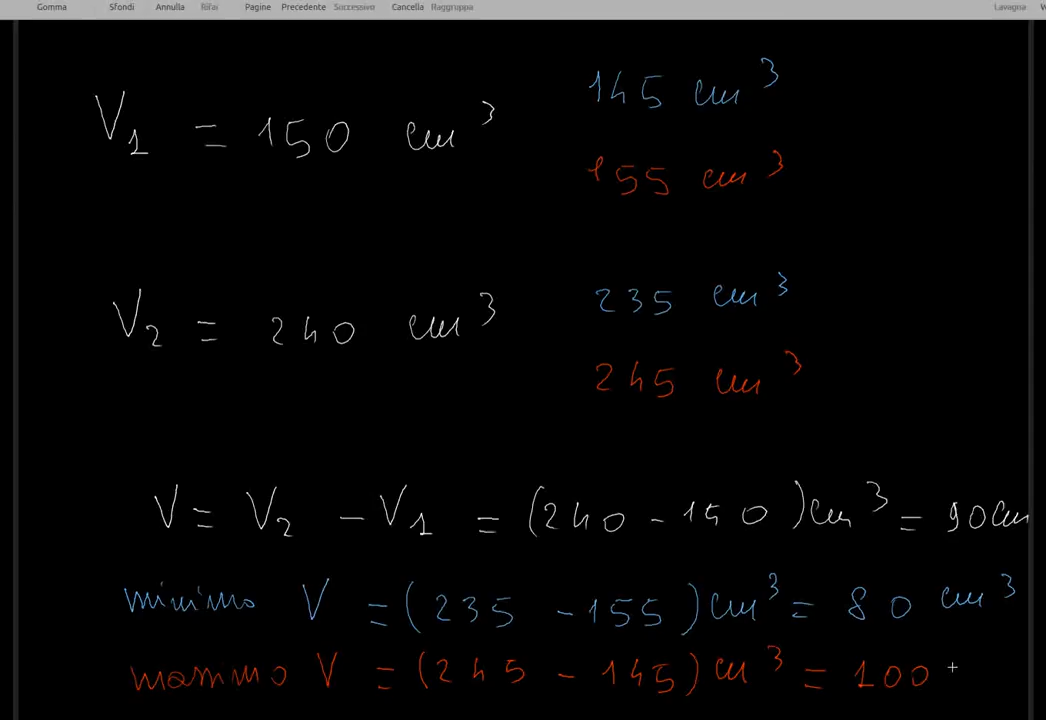 Gomma Sfondi Annulla Rifai Pagine Precedente Successivo Cancella Raggruppa Lavagna
V₁ = 150 cm³
145 cm³
155 cm³
V₂ = 240 cm³
235 cm³
245 cm³
V = V₂ - V₁ = (240 - 150) cm³ = 90 cm
minimo V = (235 - 155) cm³ = 80 cm³
massimo V = (245 - 145) cm³ = 100